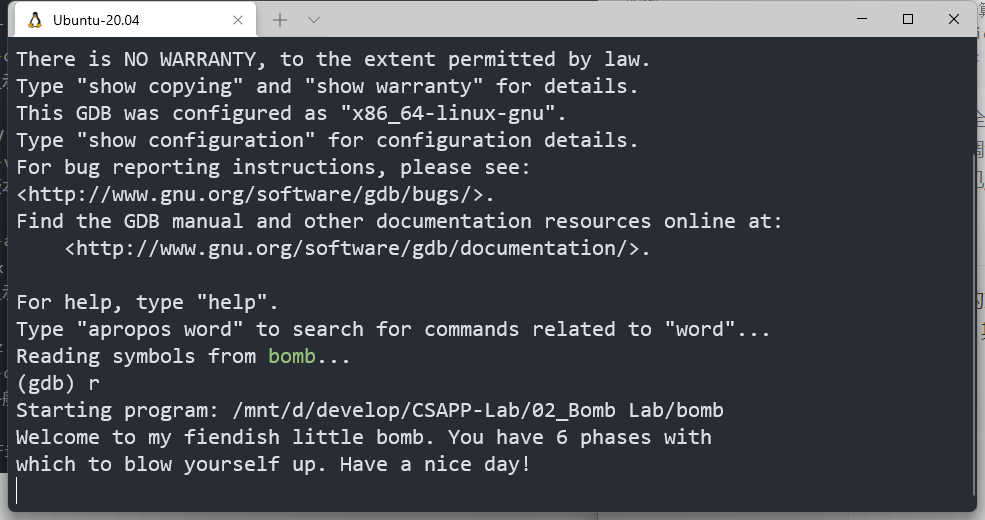 Ubuntu-20.04
There is NO WARRANTY, to the extent permitted by law.
Type "show copying" and "show warranty" for details.
This GDB was configured as "x86_64-linux-gnu".
Type "show configuration" for configuration details.
For bug reporting instructions, please see:
<http://www.gnu.org/software/gdb/bugs/>.
Find the GDB manual and other documentation resources online at:
    <http://www.gnu.org/software/gdb/documentation/>.
For help, type "help".
Type "apropos word" to search for commands related to "word"...
Reading symbols from bomb...
(gdb) r
Starting program: /mnt/d/develop/CSAPP-Lab/02_Bomb Lab/bomb
Welcome to my fiendish little bomb. You have 6 phases with
which to blow yourself up. Have a nice day!